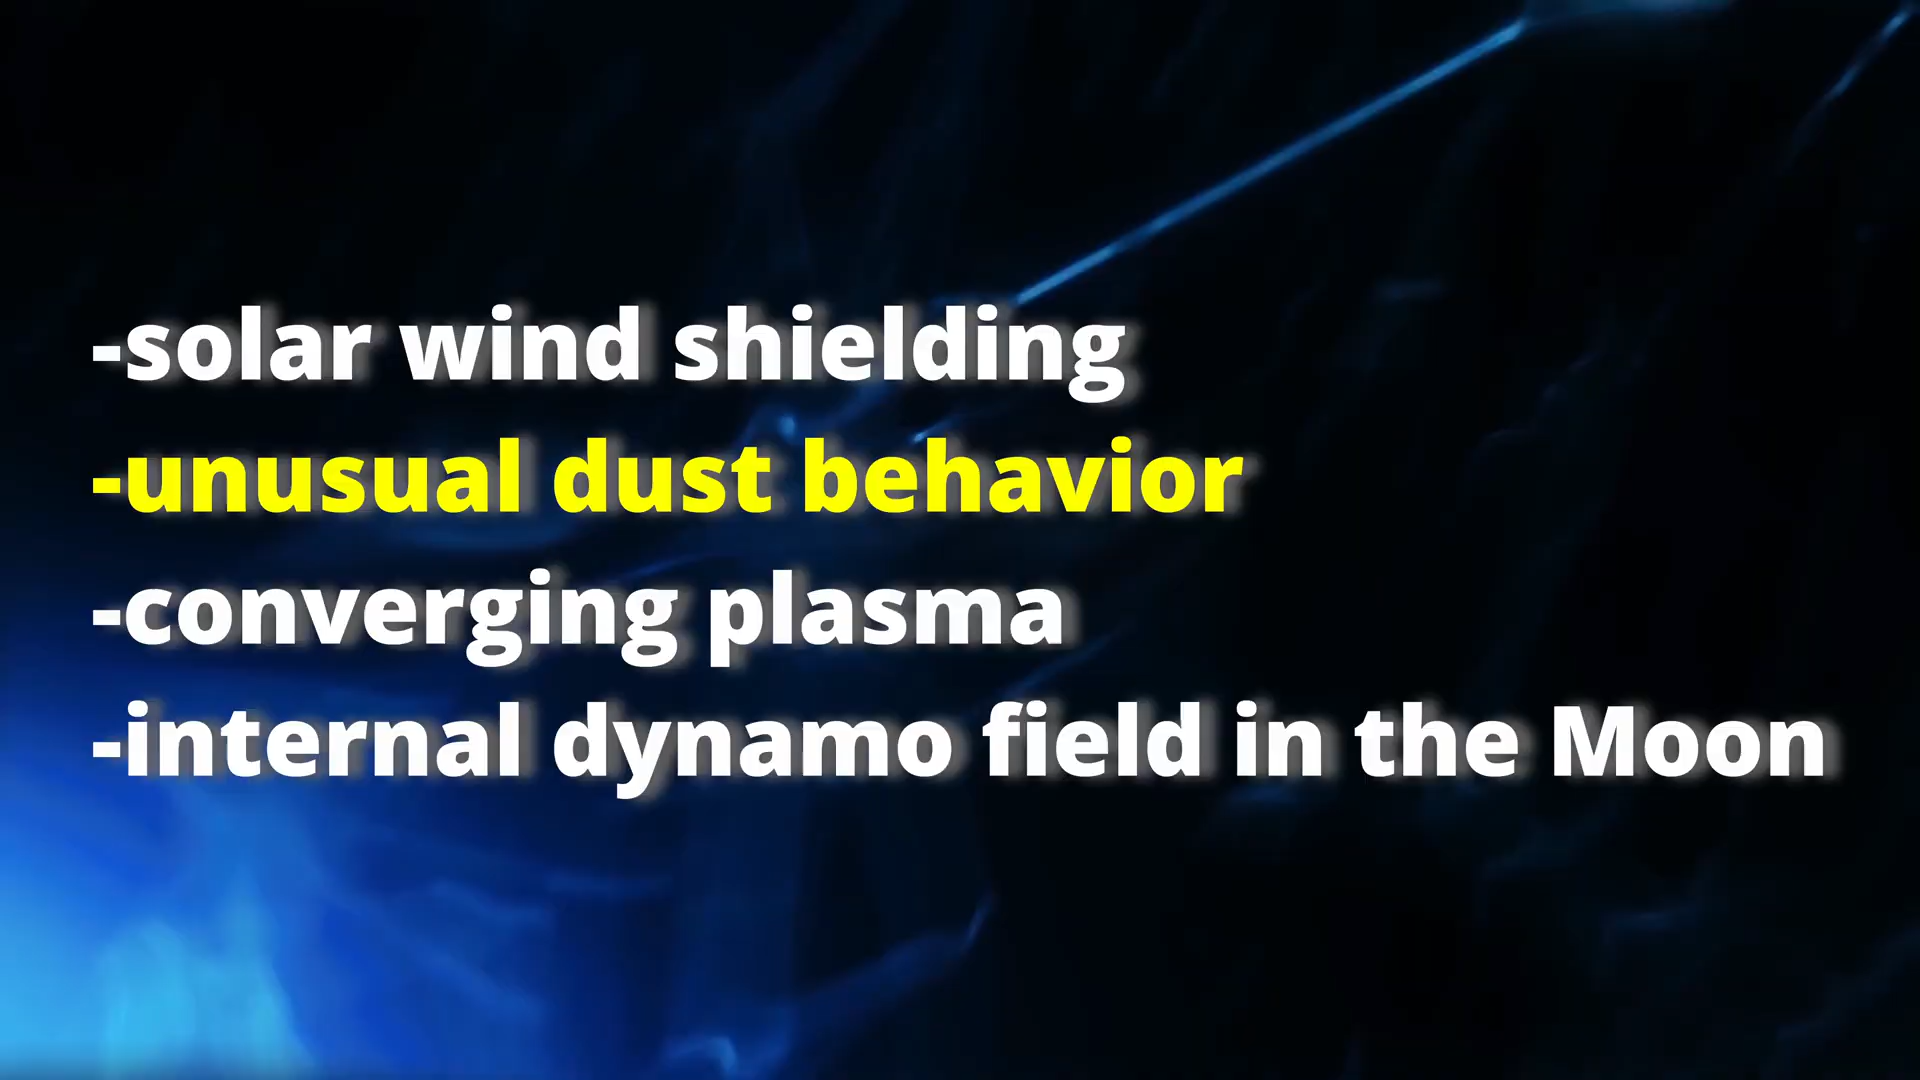 -solar wind shielding
-unusual dust behavior
-converging plasma
-internal dynamo field in the Moon